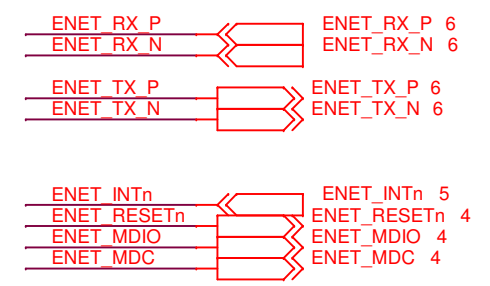 ENET_RX_P ENET_RX_P 6
ENET_RX_N ENET_RX_N 6
ENET_TX_P ENET_TX_P 6
ENET_TX_N ENET_TX_N 6
ENET_INTn ENET_INTn 5
ENET_RESETn ENET_RESETn 4
ENET_MDIO ENET_MDIO 4
ENET_MDC ENET_MDC 4